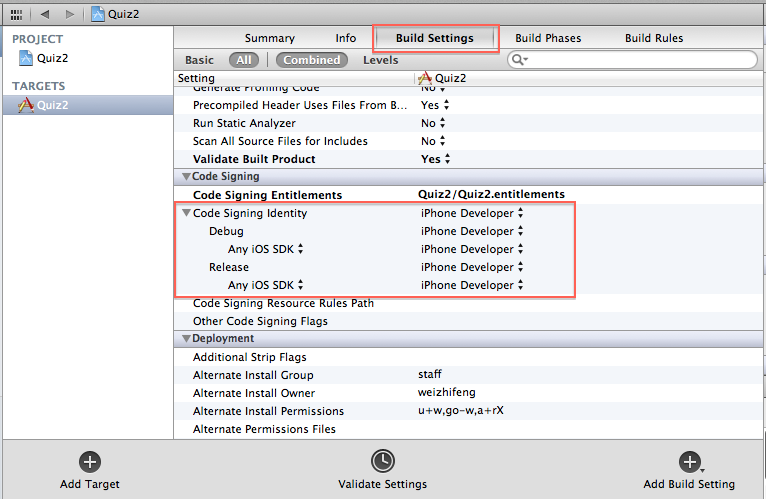 Quiz2
PROJECT
Quiz2
TARGETS
Quiz2
Summary Info Build Settings Build Phases Build Rules
Basic All Combined Levels
Setting Quiz2
Generate Profiling Code No
Precompiled Header Uses Files From B... Yes
Run Static Analyzer No
Scan All Source Files for Includes No
Validate Built Product Yes
Code Signing
Code Signing Entitlements Quiz2/Quiz2.entitlements
Code Signing Identity iPhone Developer
Debug iPhone Developer
Any iOS SDK iPhone Developer
Release iPhone Developer
Any iOS SDK iPhone Developer
Code Signing Resource Rules Path
Other Code Signing Flags
Deployment
Additional Strip Flags
Alternate Install Group staff
Alternate Install Owner weizhifeng
Alternate Install Permissions u+w,go-w,a+rX
Alternate Permissions Files
Add Target Validate Settings Add Build Setting